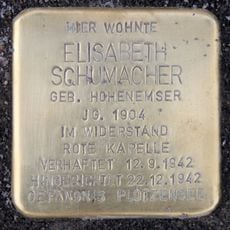 HIER WOHNTE
ELISABETH
SCHUMACHER
GEB. HOHENEMSER
JG. 1904
IM WIDERSTAND
ROTE KAPELLE
VERHAFTET 12.9.1942
HINGERICHTET 22.12.1942
GEFÄNGNIS PLÖTZENSEE